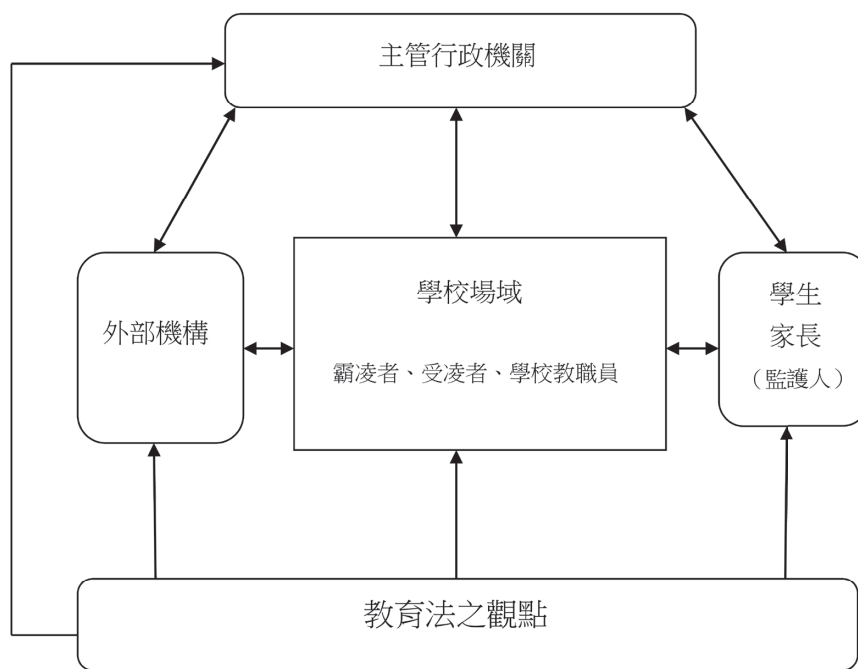 主管行政機關
外部機構
學校場域
霸凌者、受凌者、學校教職員
學生
家長
（監護人）
教育法之觀點